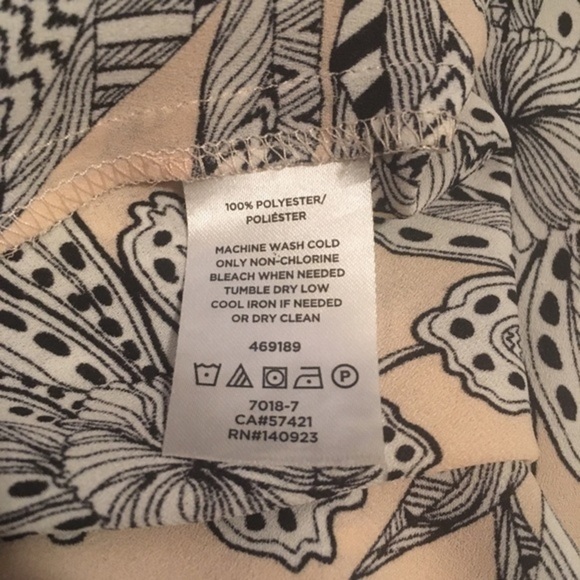 100% POLYESTER/
POLIÉSTER
MACHINE WASH COLD
ONLY NON-CHLORINE
BLEACH WHEN NEEDED
TUMBLE DRY LOW
COOL IRON IF NEEDED
OR DRY CLEAN
469189
P
7018-7
CA#57421
RN#140923